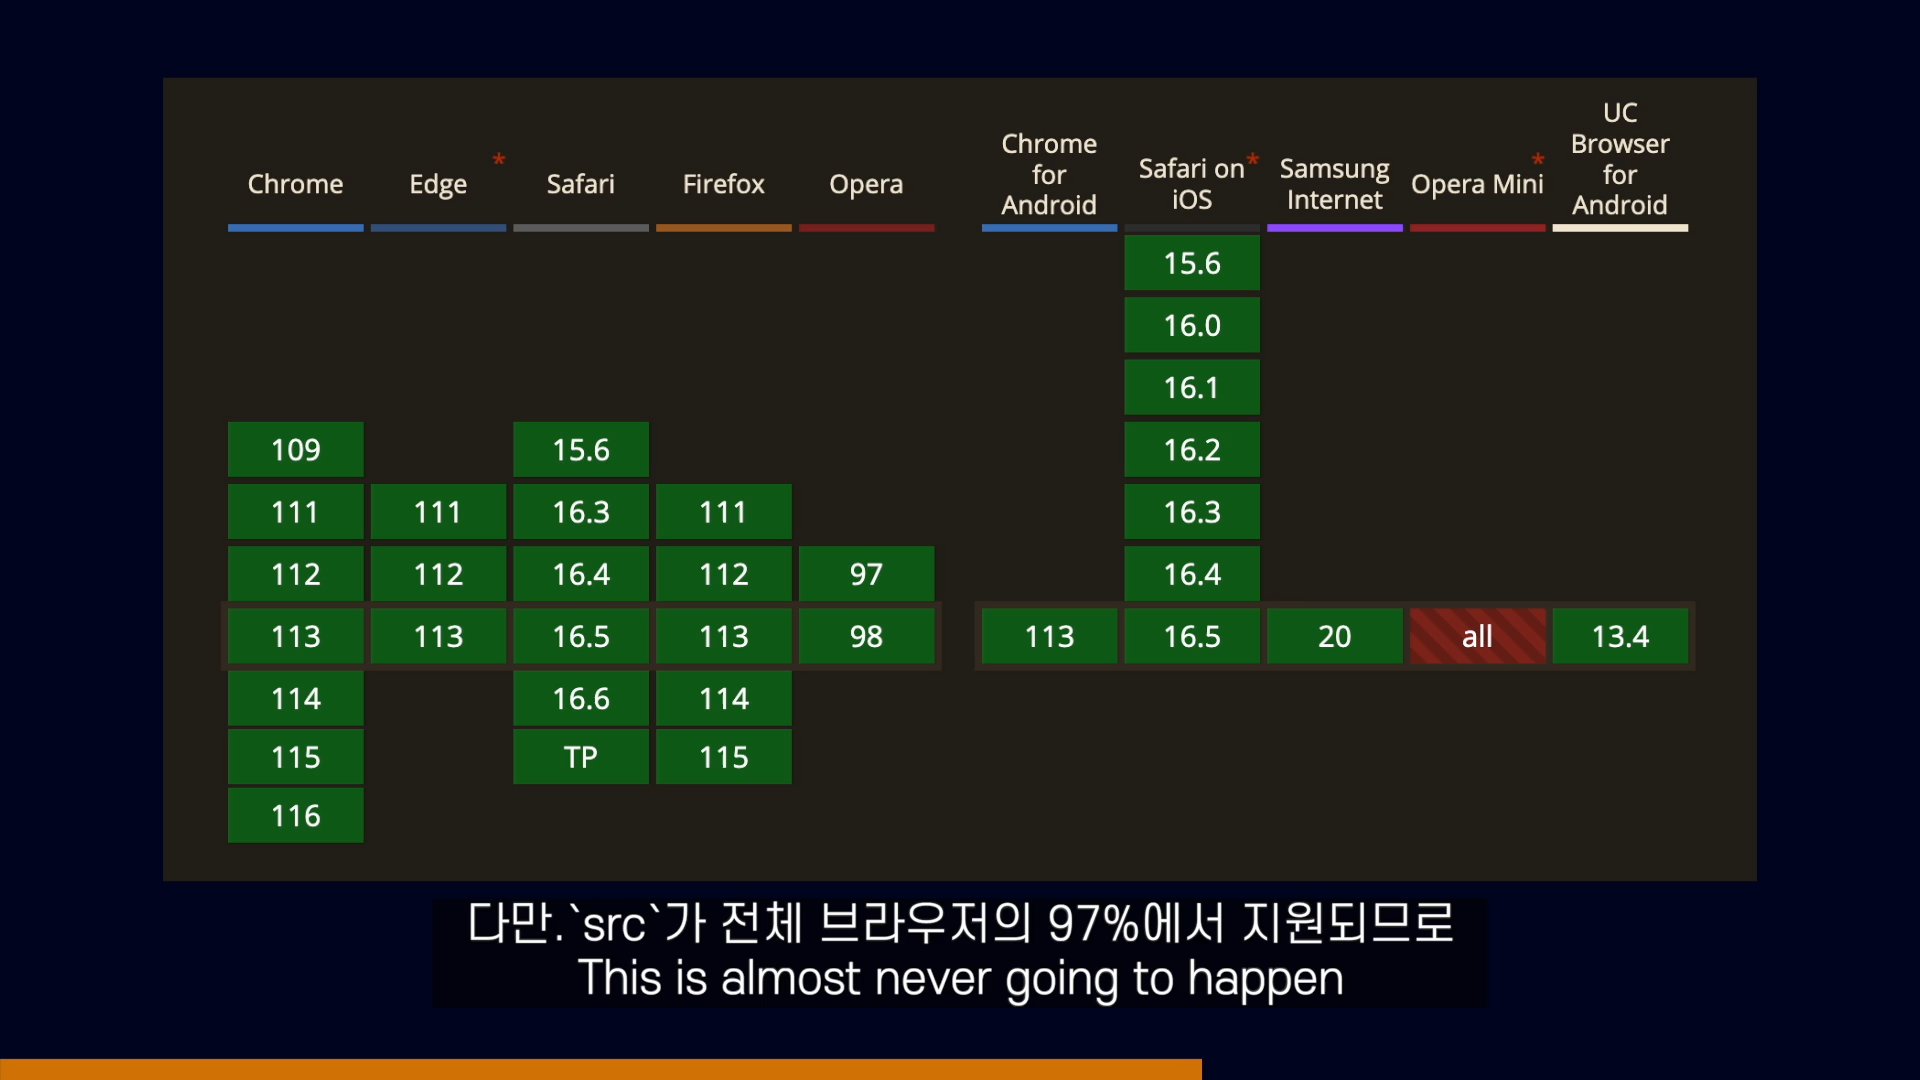 Chrome
Edge
*
Safari
Firefox
Opera
Chrome
for
Android
Safari on*
iOS
Samsung
Internet
Opera Mini
*
UC
Browser
for
Android
15.6
16.0
16.1
109 15.6 16.2
111 111 16.3 111 16.3
112 112 16.4 112 97 16.4
113 113 16.5 113 98 113 16.5 20 all 13.4
114 16.6 114
115 TP 115
116
다만.`src`가 전체 브라우저의 97%에서 지원되므로
This is almost never going to happen